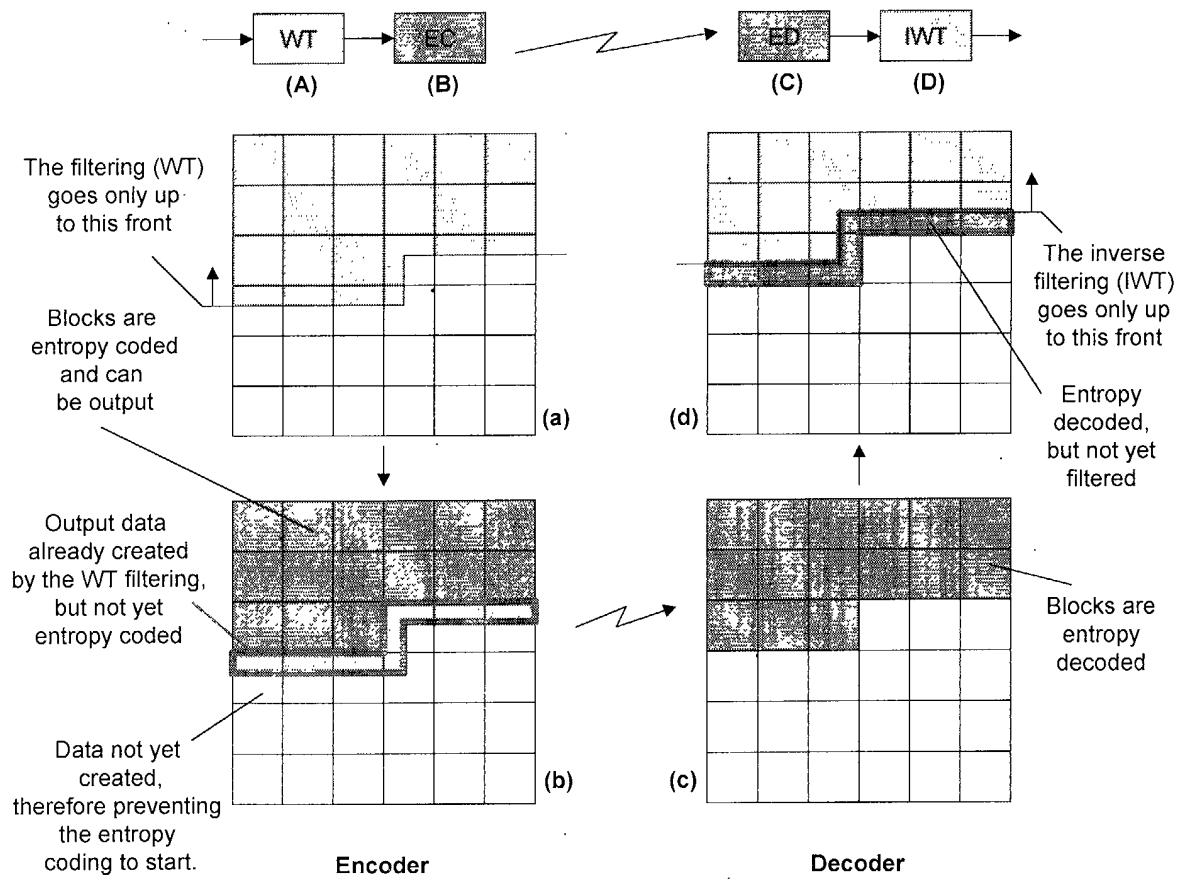 WT
EC
ED
IWT
(A)
(B)
(C)
(D)
The filtering (WT)
goes only up
to this front
Blocks are
entropy coded
and can
be output
(a)
(d)
The inverse
filtering (IWT)
goes only up
to this front
Entropy
decoded,
but not yet
filtered
Output data
already created
by the WT filtering,
but not yet
entropy coded
Data not yet
created,
therefore preventing
the entropy
coding to start.
(b)
(c)
Blocks are
entropy
decoded
Encoder
Decoder